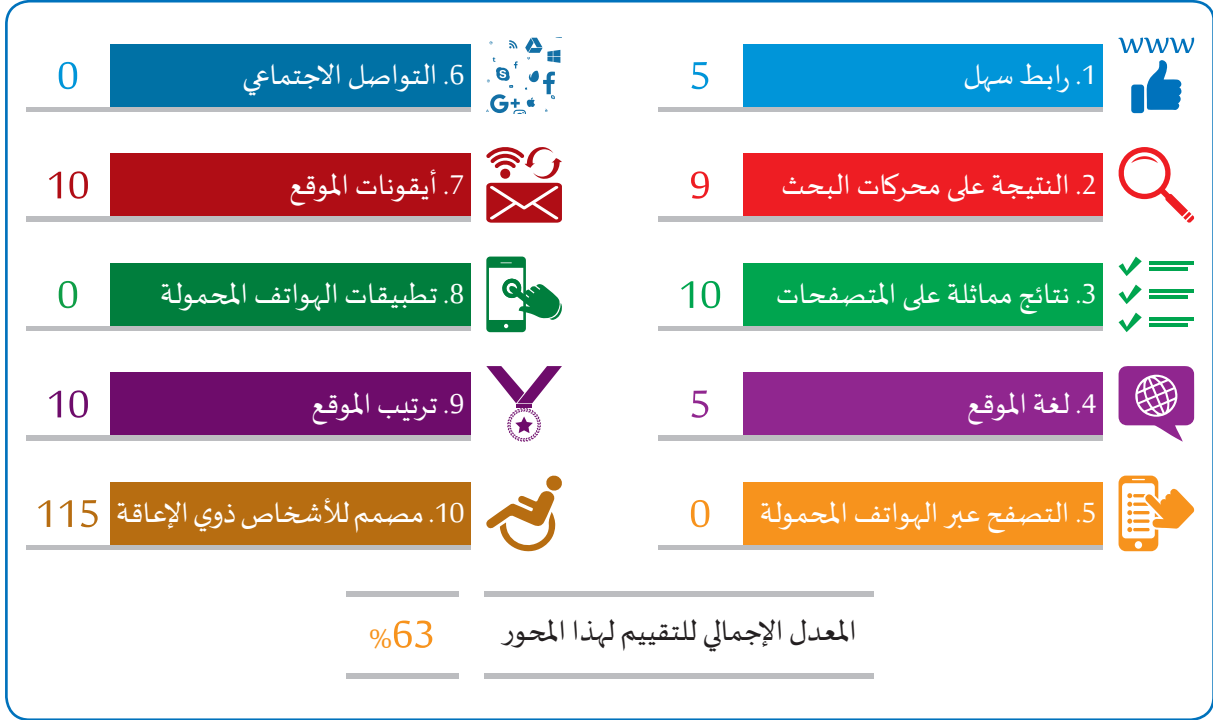 www
1. رابط سهل
5
2. النتيجة على محركات البحث
9
3. نتائج مماثلة على المتصفحات
10
4. لغة الموقع
5
5. التصفح عبر الهواتف المحمولة
0
6. التواصل الاجتماعي
0
7. أيقونات الموقع
10
8. تطبيقات الهواتف المحمولة
0
9. ترتيب الموقع
10
10. مصمم للأشخاص ذوي الإعاقة
115
المعدل الإجمالي للتقييم لهذا المحور
%63